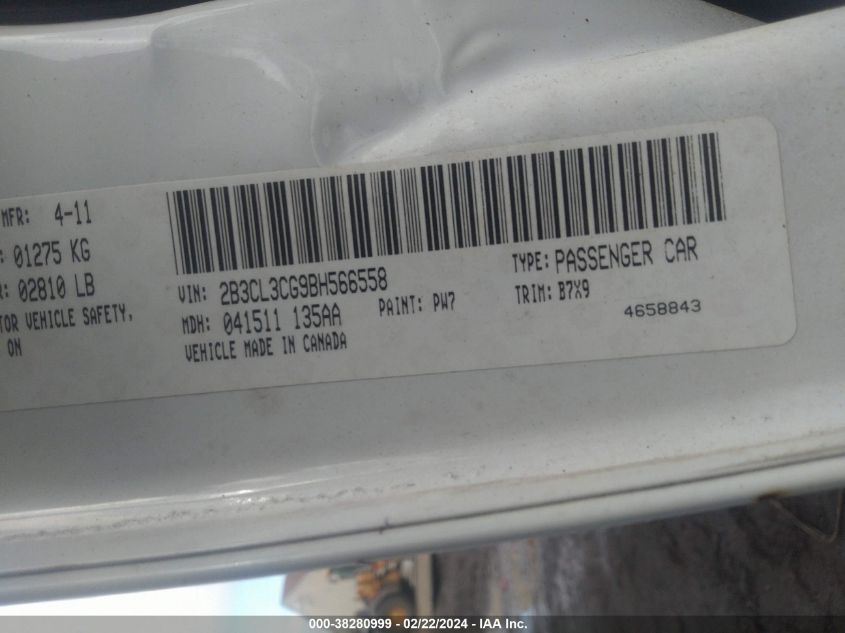 MFR: 4-11
: 01275 KG
R: 02810 LB
TOR VEHICLE SAFETY,
ON
VIN: 2B3CL3CG9BH566558
TYPE: PASSENGER CAR
MDH: 041511 135AA
PAINT: PW7
TRIM: B7X9
VEHICLE MADE IN CANADA
4658843
000-38280999 / 02/22/2024 - IAA Inc.